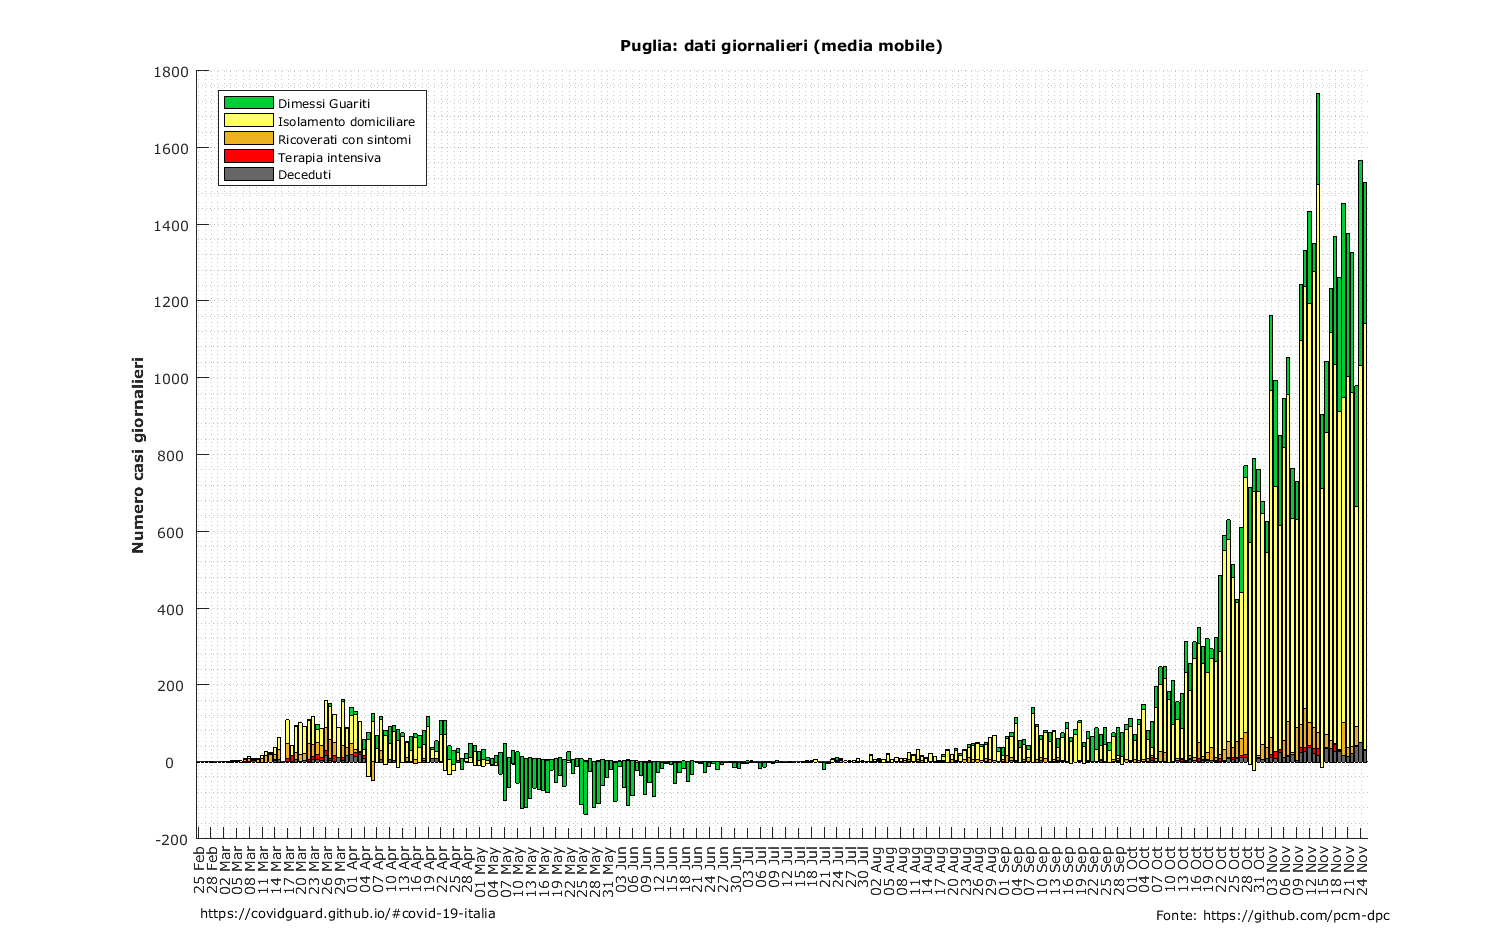 Puglia: dati giornalieri (media mobile)
1800
1600
1400
1200
1000
800
600
400
200
0
-200
Numero casi giornalieri
Dimessi Guariti
Isolamento domiciliare
Ricoverati con sintomi
Terapia intensiva
Deceduti
25 Feb
28 Feb
02 Mar
05 Mar
08 Mar
11 Mar
14 Mar
17 Mar
20 Mar
23 Mar
26 Mar
29 Mar
01 Apr
04 Apr
07 Apr
10 Apr
13 Apr
16 Apr
19 Apr
22 Apr
25 Apr
28 Apr
01 May
04 May
07 May
10 May
13 May
16 May
19 May
22 May
25 May
28 May
31 May
03 Jun
06 Jun
09 Jun
12 Jun
15 Jun
18 Jun
21 Jun
24 Jun
27 Jun
30 Jun
03 Jul
06 Jul
09 Jul
12 Jul
15 Jul
18 Jul
21 Jul
24 Jul
27 Jul
30 Jul
02 Aug
05 Aug
08 Aug
11 Aug
14 Aug
17 Aug
20 Aug
23 Aug
26 Aug
29 Aug
01 Sep
04 Sep
07 Sep
10 Sep
13 Sep
16 Sep
19 Sep
22 Sep
25 Sep
28 Sep
01 Oct
04 Oct
07 Oct
10 Oct
13 Oct
16 Oct
19 Oct
22 Oct
25 Oct
28 Oct
31 Oct
03 Nov
06 Nov
09 Nov
12 Nov
15 Nov
18 Nov
21 Nov
24 Nov
https://covidguard.github.io/#covid-19-italia
Fonte: https://github.com/pcm-dpc